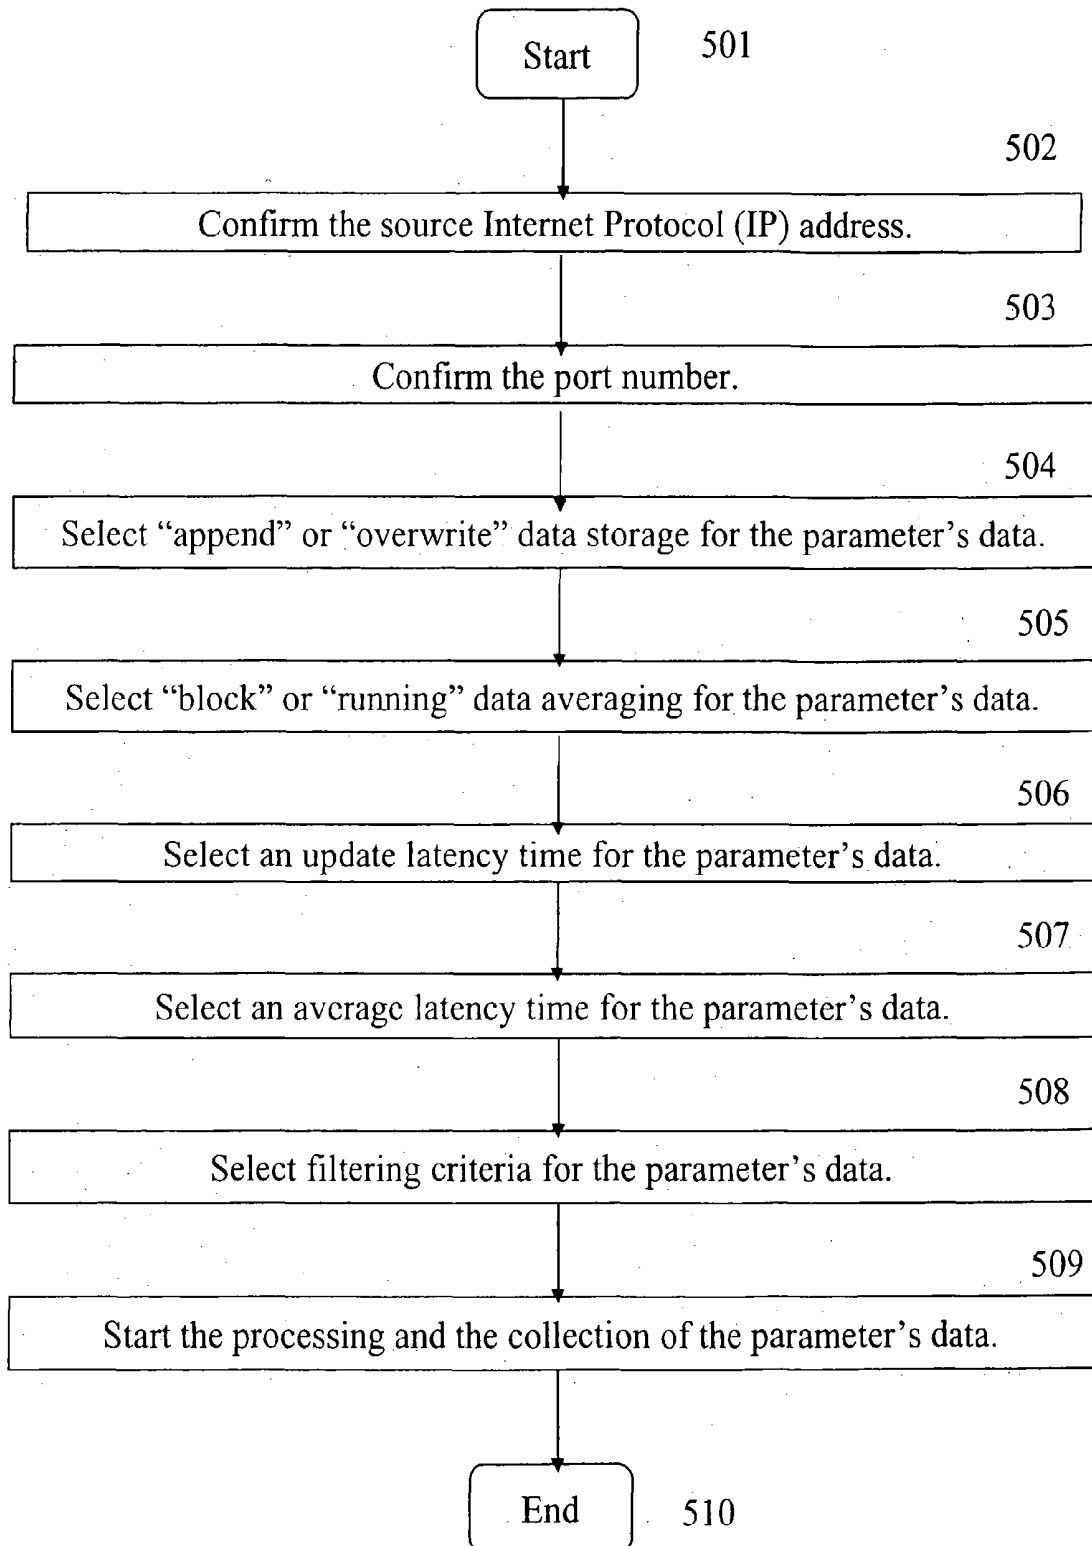 Start
501
502
Confirm the source Internet Protocol (IP) address.
503
Confirm the port number.
504
Select “append” or “overwrite” data storage for the parameter’s data.
505
Select “block” or “running” data averaging for the parameter’s data.
506
Select an update latency time for the parameter’s data.
507
Select an average latency time for the parameter’s data.
508
Select filtering criteria for the parameter’s data.
509
Start the processing and the collection of the parameter’s data.
End
510